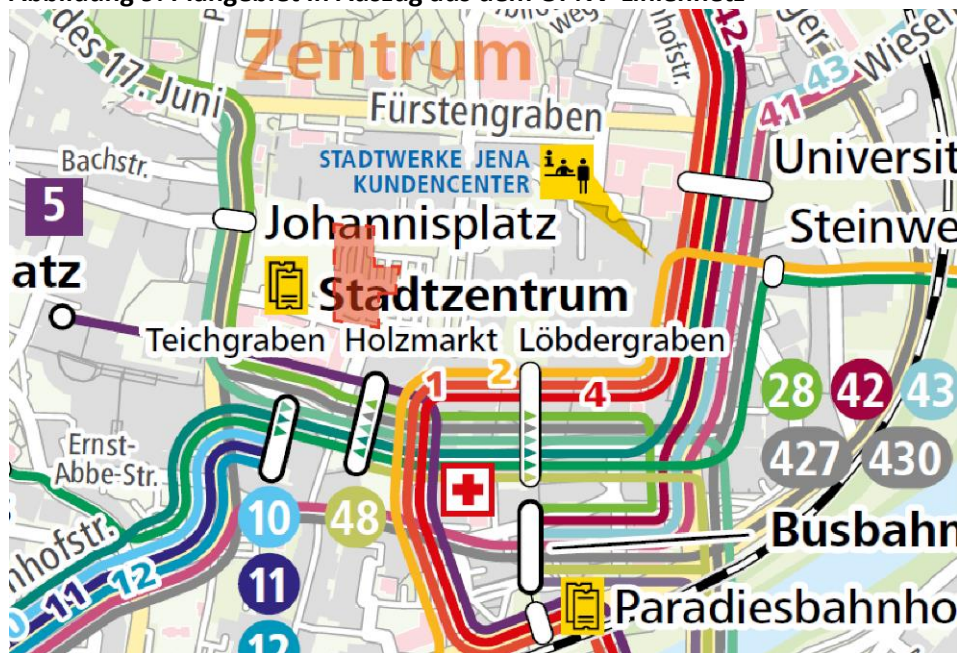 Zentrum
des 17. Juni
Fürstengraben
42
43
41
Wiesen
Bachstr.
STADTWERKE JENA
KUNDENCENTER
i
Universit
5
Johannisplatz
Steinwe
atz
Stadtzentrum
Teichgraben Holzmarkt Löbdergraben
1
2
4
28 42 43
Ernst-
Abbe-Str.
427 430
10 48
Busbahn
nhofstr.
11
12
11
Paradiesbahnho
12